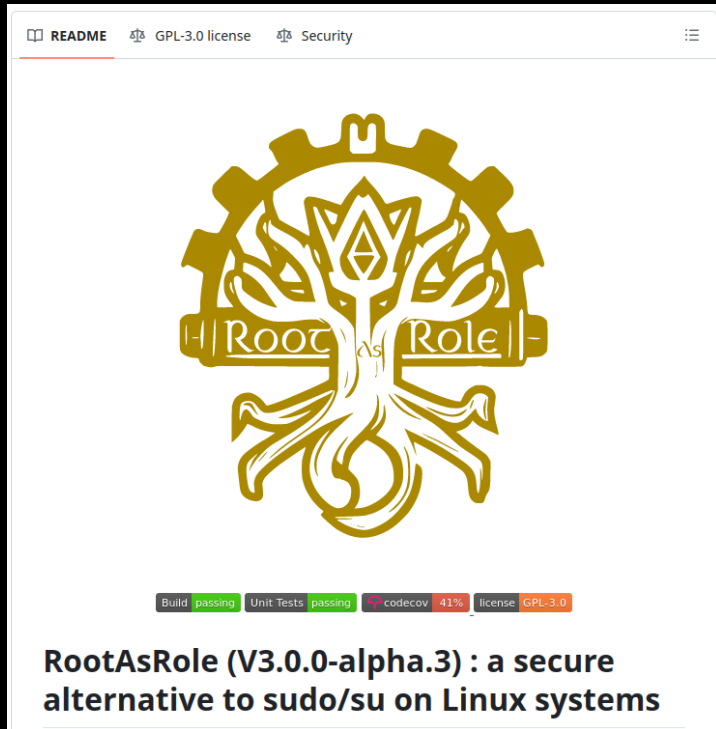 README GPL-3.0 license Security
Root As Role
Build passing Unit Tests passing codecov 41% license GPL-3.0
RootAsRole (V3.0.0-alpha.3) : a secure
alternative to sudo/su on Linux systems